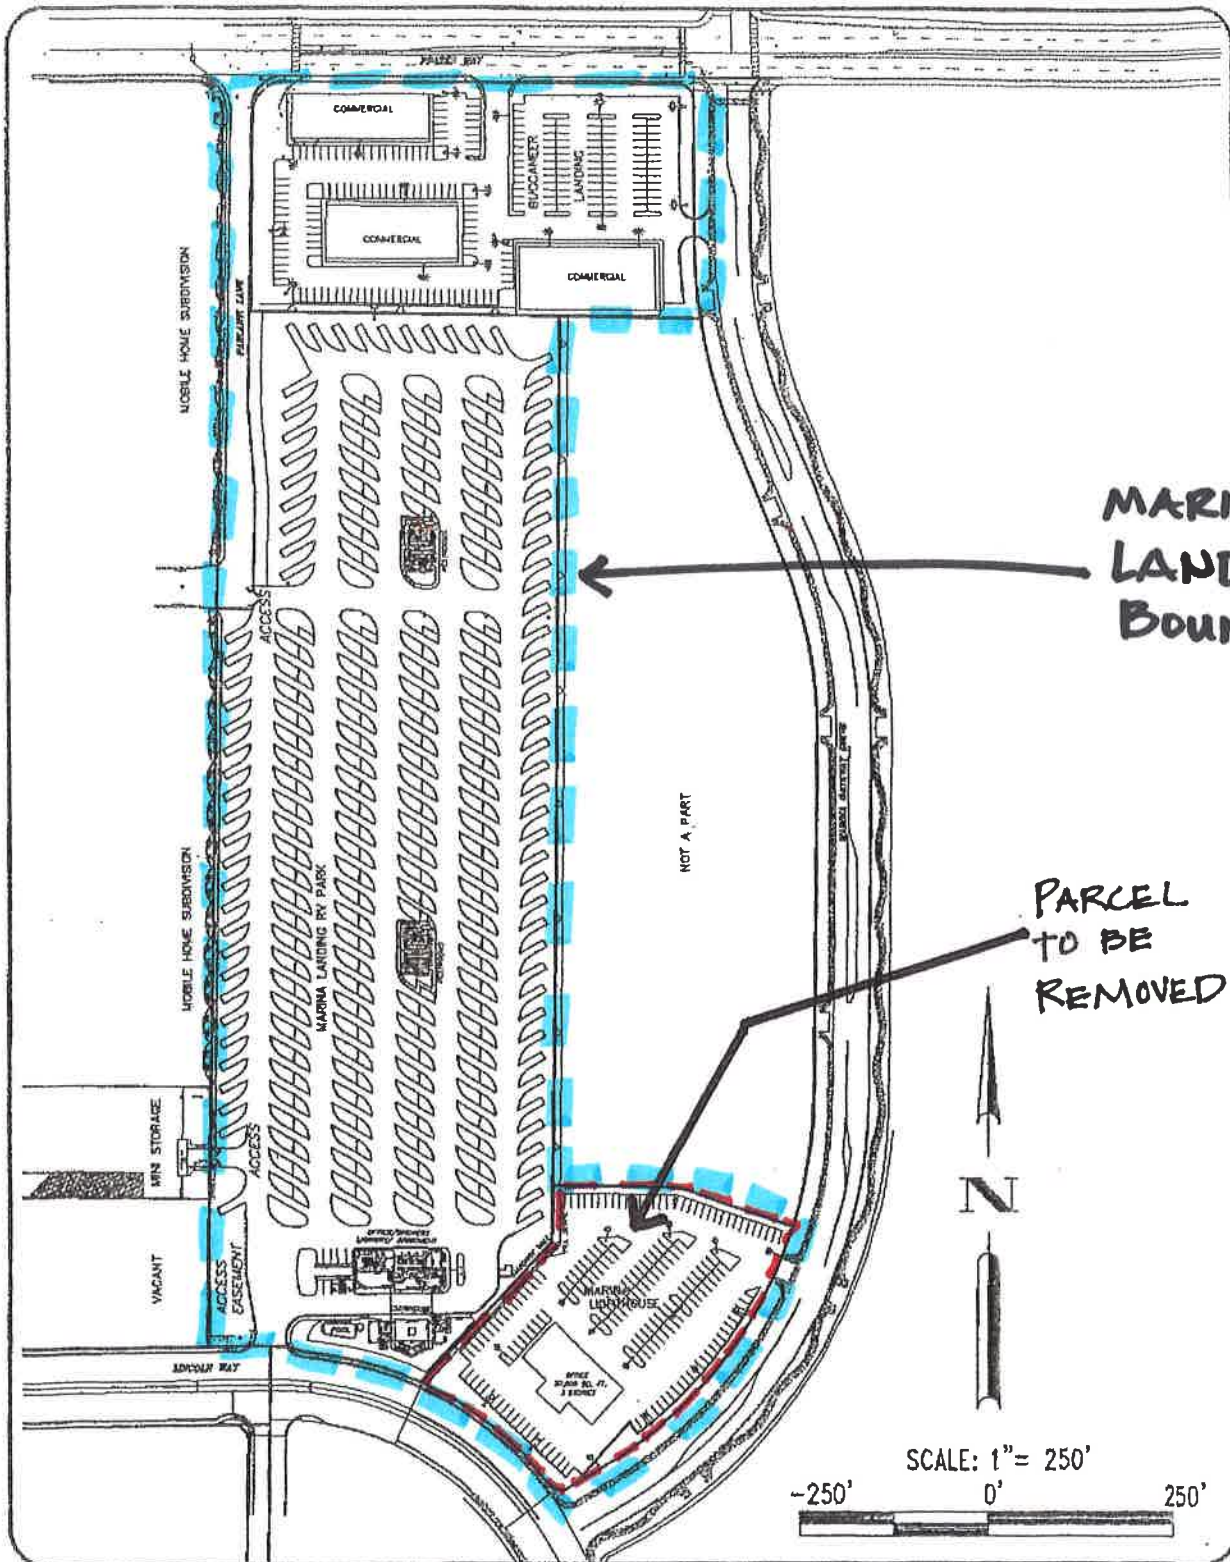 COMMERCIAL
BUCCANEER
LANDING
COMMERCIAL
COMMERCIAL
MOBILE HOME SUBDIVISION
MARI
LAND
BOUN
ACCESS
NOT A PART
MOBILE HOME SUBDIVISION
MARINA LANDING RV PARK
PARCEL
TO BE
REMOVED
MINI STORAGE
ACCESS
N
VACANT
ACCESS
EASEMENT
POOL
MARINA
LIGHTHOUSE
OFFICE
LINCOLN WAY
SCALE: 1"= 250'
-250' 0' 250'